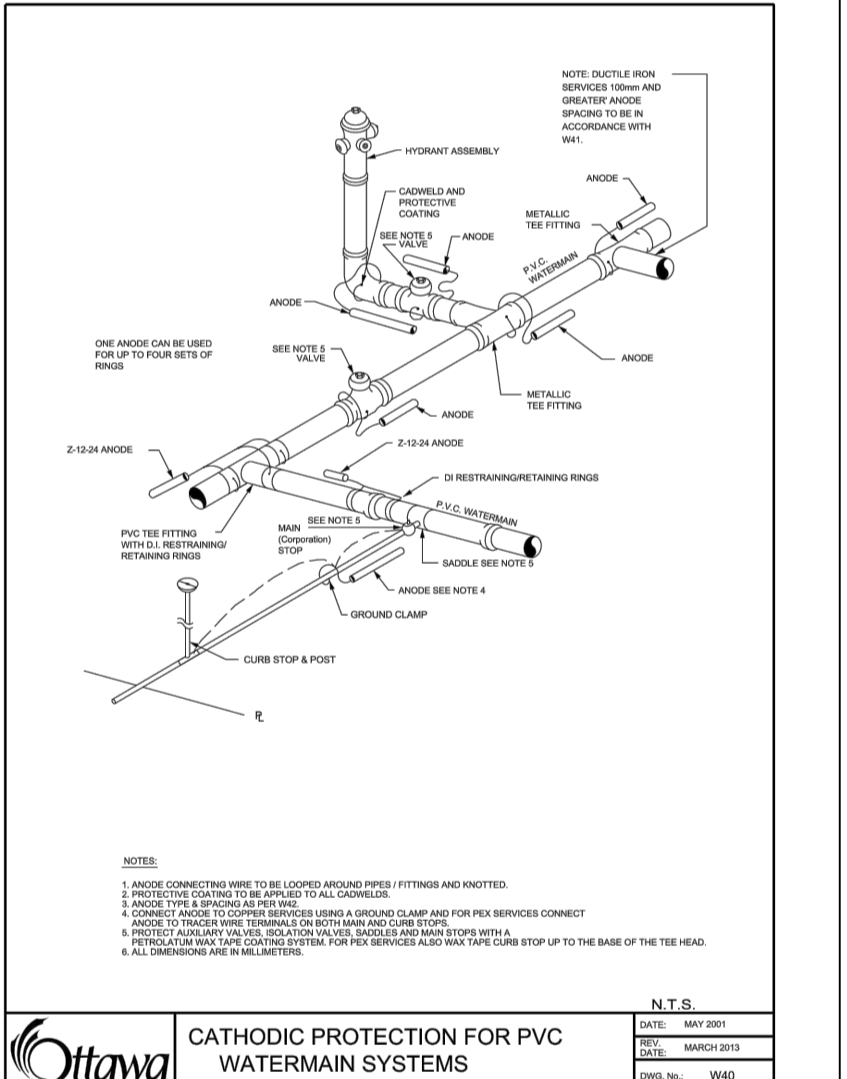 NOTE: DUCTILE IRON
SERVICES 100mm AND
GREATER' ANODE
SPACING TO BE IN
ACCORDANCE WITH
W41.
HYDRANT ASSEMBLY
ANODE
CADWELD AND
PROTECTIVE
COATING
METALLIC
TEE FITTING
SEE NOTE 5
VALVE
ANODE
P.V.C.
WATERMAIN
ANODE
ONE ANODE CAN BE USED
FOR UP TO FOUR SETS OF
RINGS
SEE NOTE 5
VALVE
ANODE
METALLIC
TEE FITTING
ANODE
Z-12-24 ANODE
Z-12-24 ANODE
DI RESTRAINING/RETAINING RINGS
P.V.C. WATERMAIN
SEE NOTE 5
MAIN
(Corporation)
STOP
PVC TEE FITTING
WITH D.I. RESTRAINING/
RETAINING RINGS
SADDLE SEE NOTE 5
ANODE SEE NOTE 4
GROUND CLAMP
CURB STOP & POST
PL
NOTES:
1. ANODE CONNECTING WIRE TO BE LOOPED AROUND PIPES / FITTINGS AND KNOTTED.
2. PROTECTIVE COATING TO BE APPLIED TO ALL CADWELDS.
3. ANODE TYPE & SPACING AS PER W42.
4. CONNECT ANODE TO COPPER SERVICES USING A GROUND CLAMP AND FOR PEX SERVICES CONNECT
ANODE TO TRACER WIRE TERMINALS ON BOTH MAIN AND CURB STOPS.
5. PROTECT AUXILIARY VALVES, ISOLATION VALVES, SADDLES AND MAIN STOPS WITH A
PETROLATUM WAX TAPE COATING SYSTEM. FOR PEX SERVICES ALSO WAX TAPE CURB STOP UP TO THE BASE OF THE TEE HEAD.
6. ALL DIMENSIONS ARE IN MILLIMETERS.
N.T.S.
Ottawa
CATHODIC PROTECTION FOR PVC
WATERMAIN SYSTEMS
DATE: MAY 2001
REV.
DATE: MARCH 2013
DWG. No.: W40